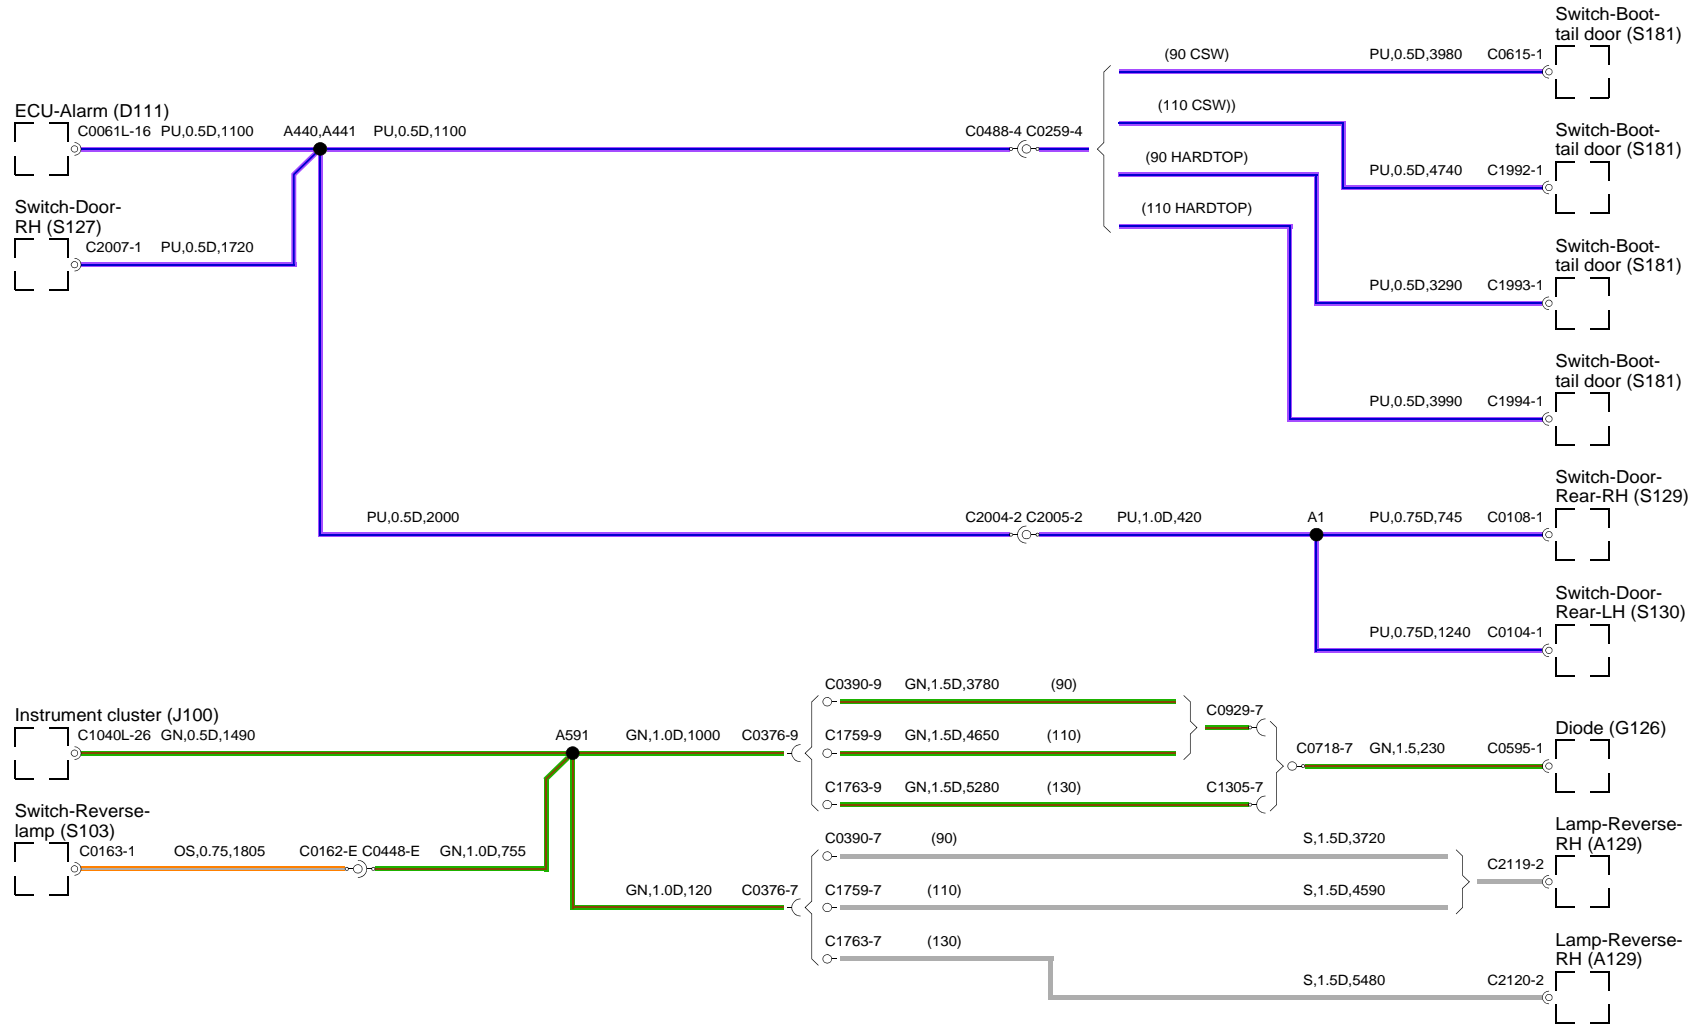 Switch-Boot-
tail door (S181)
(90 CSW)
PU,0.5D,3980
C0615-1
ECU-Alarm (D111)
C0061L-16
PU,0.5D,1100
A440,A441
PU,0.5D,1100
C0488-4
C0259-4
(110 CSW))
Switch-Boot-
tail door (S181)
(90 HARDTOP)
PU,0.5D,4740
C1992-1
Switch-Door-
RH (S127)
C2007-1
PU,0.5D,1720
(110 HARDTOP)
Switch-Boot-
tail door (S181)
PU,0.5D,3290
C1993-1
Switch-Boot-
tail door (S181)
PU,0.5D,3990
C1994-1
Switch-Door-
Rear-RH (S129)
PU,0.5D,2000
C2004-2
C2005-2
PU,1.0D,420
A1
PU,0.75D,745
C0108-1
Switch-Door-
Rear-LH (S130)
PU,0.75D,1240
C0104-1
Instrument cluster (J100)
C1040L-26
GN,0.5D,1490
A591
GN,1.0D,1000
C0376-9
C0390-9
GN,1.5D,3780
(90)
C1759-9
GN,1.5D,4650
(110)
C1763-9
GN,1.5D,5280
(130)
C0929-7
C1305-7
C0718-7
GN,1.5,230
Diode (G126)
C0595-1
Switch-Reverse-
lamp (S103)
C0163-1
OS,0.75,1805
C0162-E
C0448-E
GN,1.0D,755
GN,1.0D,120
C0376-7
C0390-7
(90)
S,1.5D,3720
C1759-7
(110)
S,1.5D,4590
Lamp-Reverse-
RH (A129)
C2119-2
C1763-7
(130)
S,1.5D,5480
Lamp-Reverse-
RH (A129)
C2120-2